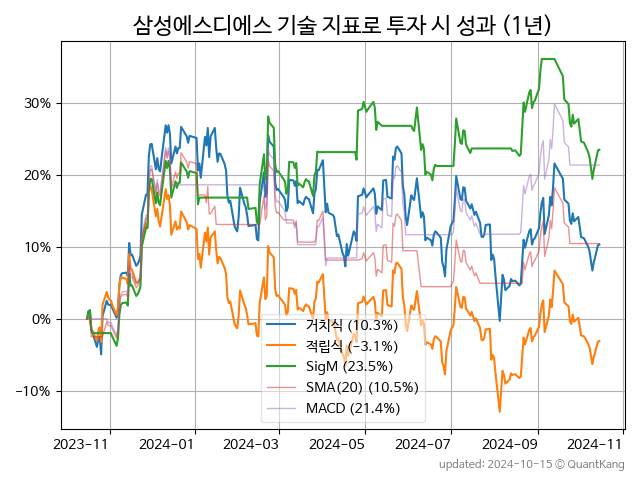 삼성에스디에스 기술 지표로 투자 시 성과 (1년)
30%
20%
10%
0%
−10%
거치식 (10.3%)
적립식 (−3.1%)
SigM (23.5%)
SMA(20) (10.5%)
MACD (21.4%)
2023−11
2024−01
2024−03
2024−05
2024−07
2024−09
2024−11
updated: 2024-10-15 ⓒ QuantKang